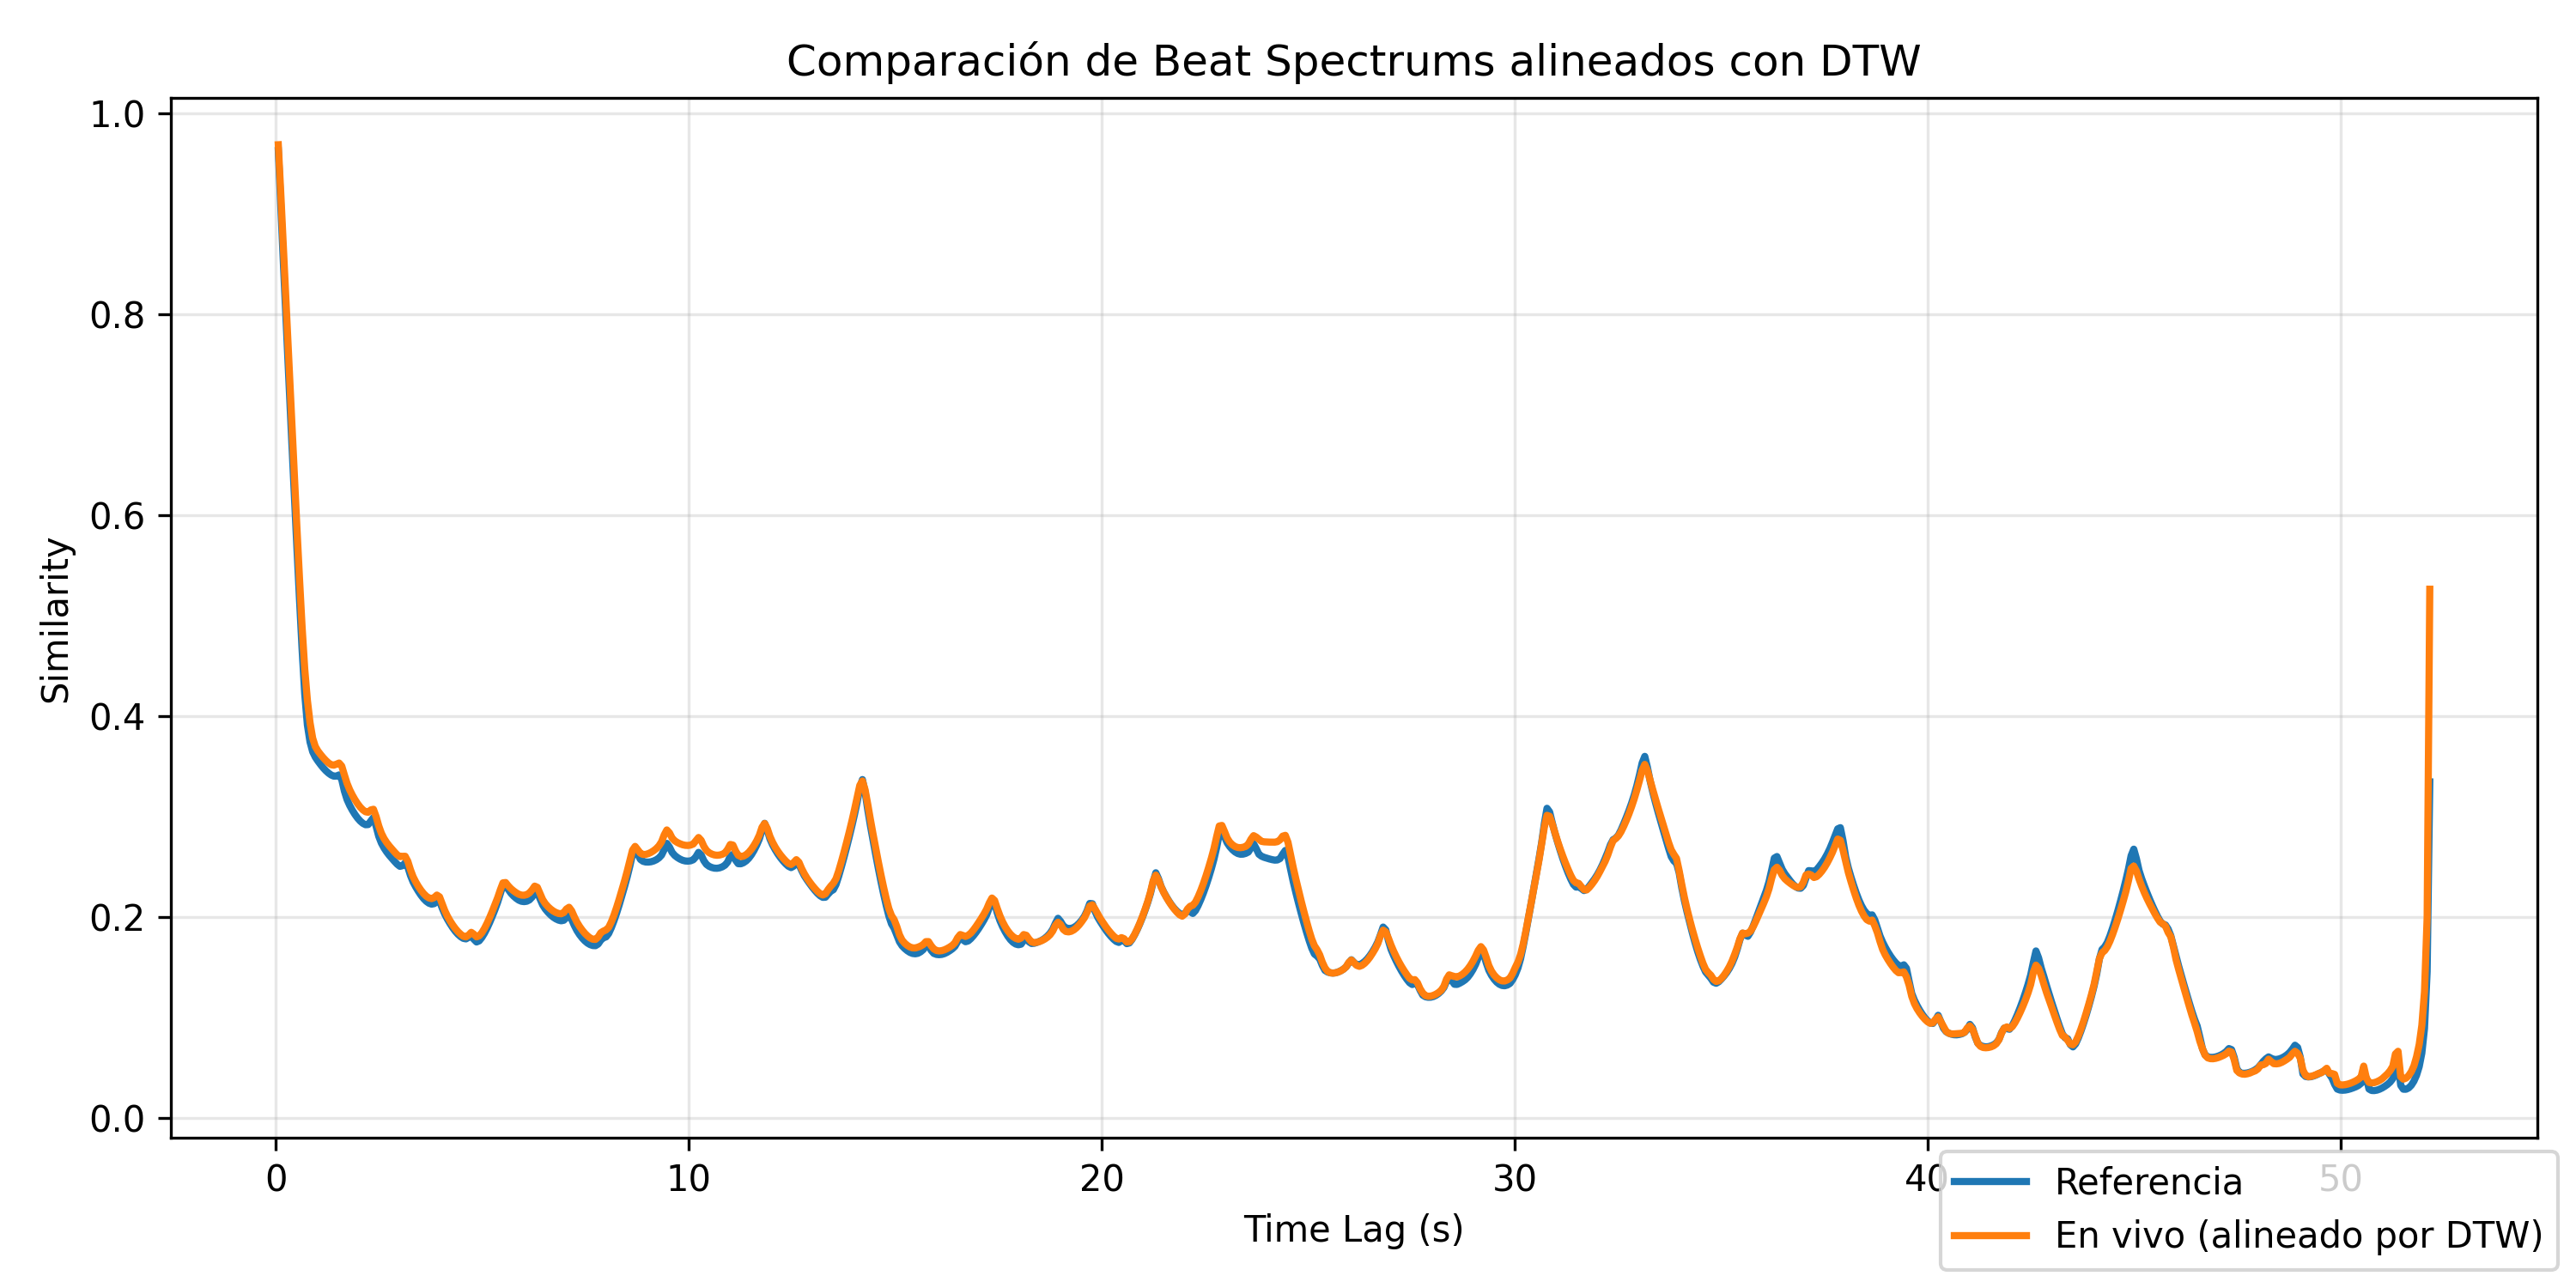 Comparación de Beat Spectrums alineados con DTW
1.0
0.8
0.6
0.4
0.2
0.0
Similarity
0 10 20 30 40 50
Time Lag (s)
Referencia
En vivo (alineado por DTW)